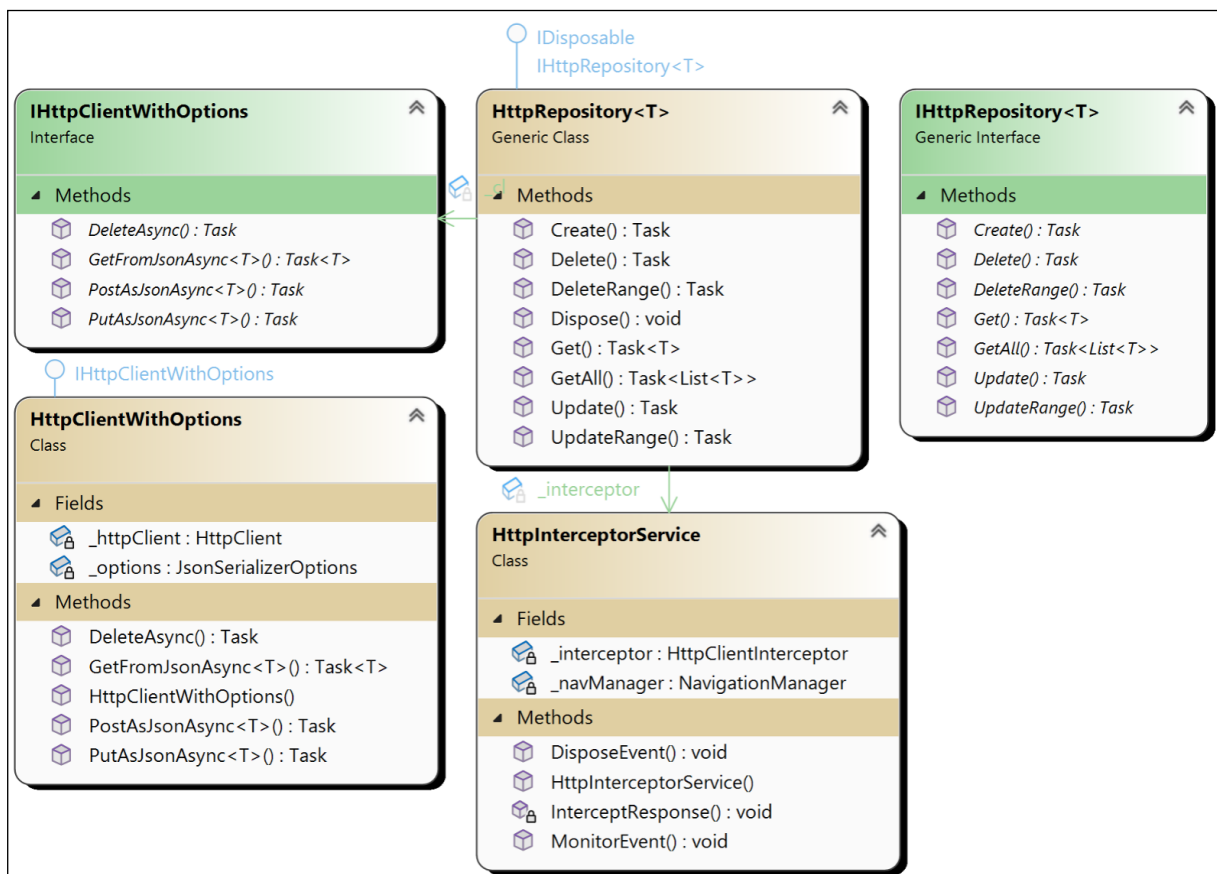 IDisposable
IHttpRepository<T>
IHttpClientWithOptions
Interface
Methods
DeleteAsync() : Task
GetFromJsonAsync<T>() : Task<T>
PostAsJsonAsync<T>() : Task
PutAsJsonAsync<T>() : Task
HttpRepository<T>
Generic Class
Methods
Create() : Task
Delete() : Task
DeleteRange() : Task
Dispose() : void
Get() : Task<T>
GetAll() : Task<List<T>>
Update() : Task
UpdateRange() : Task
IHttpRepository<T>
Generic Interface
Methods
Create() : Task
Delete() : Task
DeleteRange() : Task
Get() : Task<T>
GetAll() : Task<List<T>>
Update() : Task
UpdateRange() : Task
IHttpClientWithOptions
HttpClientWithOptions
Class
Fields
_httpClient : HttpClient
_options : JsonSerializerOptions
Methods
DeleteAsync() : Task
GetFromJsonAsync<T>() : Task<T>
HttpClientWithOptions()
PostAsJsonAsync<T>() : Task
PutAsJsonAsync<T>() : Task
_interceptor
HttpInterceptorService
Class
Fields
_interceptor : HttpClientInterceptor
_navManager : NavigationManager
Methods
DisposeEvent() : void
HttpInterceptorService()
InterceptResponse() : void
MonitorEvent() : void